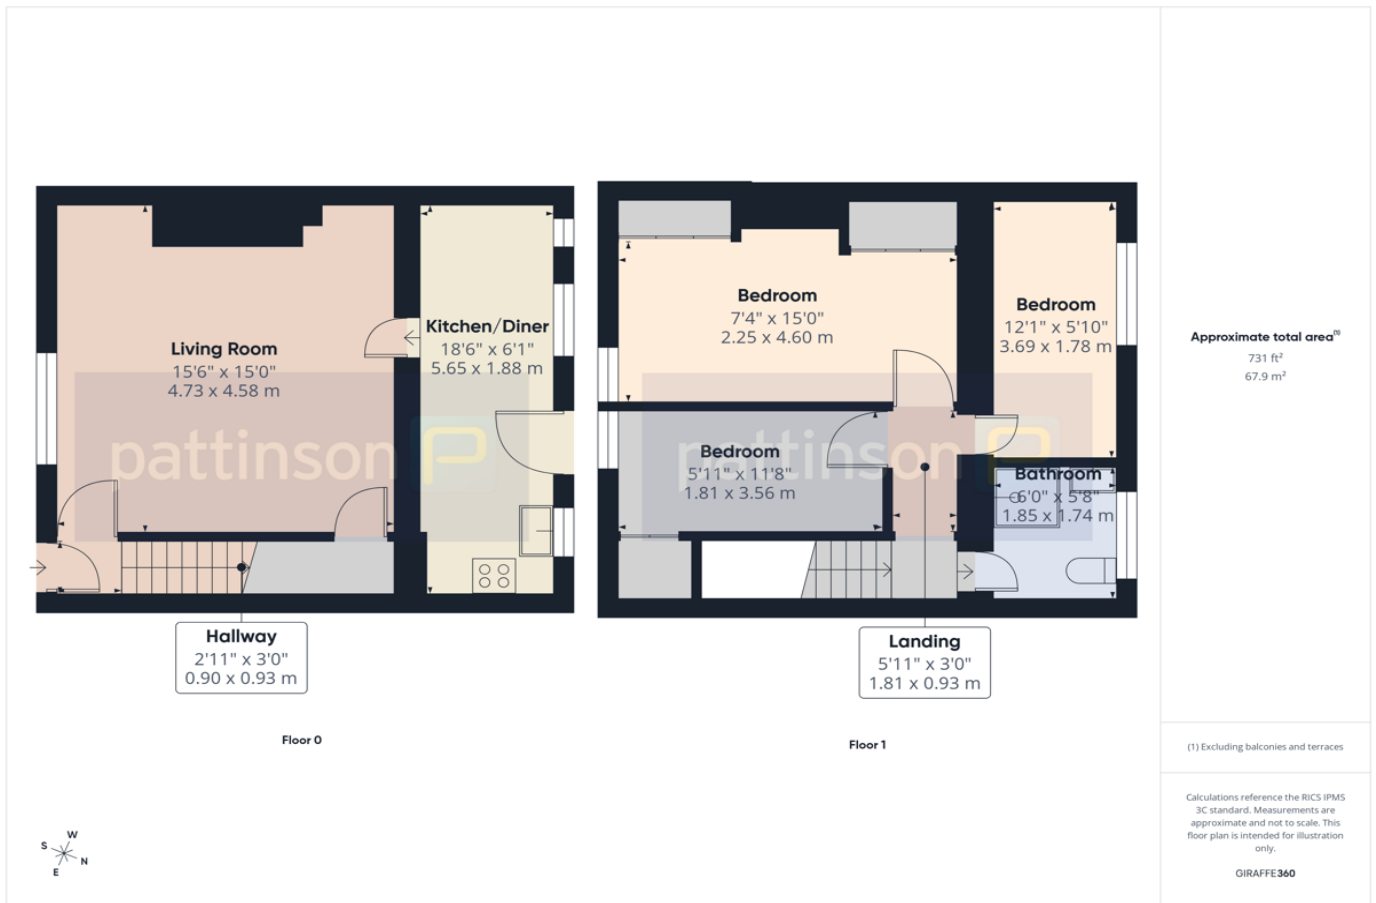 Living Room
15'6" x 15'0"
4.73 x 4.58 m
Kitchen/Diner
18'6" x 6'1"
5.65 x 1.88 m
pattinson
Hallway
2'11" x 3'0"
0.90 x 0.93 m
Floor 0
Bedroom
7'4" x 15'0"
2.25 x 4.60 m
Bedroom
12'1" x 5'10"
3.69 x 1.78 m
pattinson
Bedroom
5'11" x 11'8"
1.81 x 3.56 m
Bathroom
6'0" x 5'8"
1.85 x 1.74 m
Landing
5'11" x 3'0"
1.81 x 0.93 m
Floor 1
Approximate total area(1)
731 ft²
67.9 m²
(1) Excluding balconies and terraces
Calculations reference the RICS IPMS
3C standard. Measurements are
approximate and not to scale. This
floor plan is intended for illustration
only.
GIRAFFE360
W
S
N
E